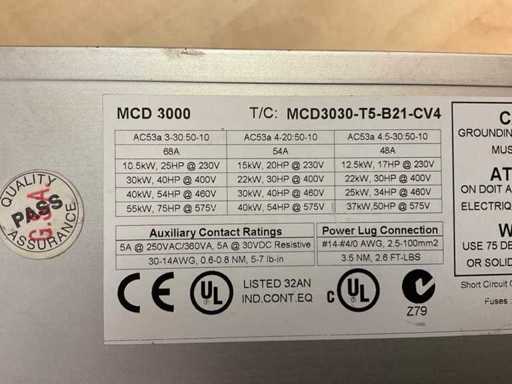 MCD 3000 T/C: MCD3030-T5-B21-CV4
AC53a 3-30:50-10 AC53a 4-20:50-10 AC53a 4.5-30:50-10
68A 54A 48A
18.5kW, 25HP @ 230V 15kW, 20HP @ 230V 12.5kW, 17HP @ 230V
30kW, 40HP @ 400V 22kW, 30HP @ 400V 22kW, 30HP @ 400V
40kW, 54HP @ 460V 30kW, 40HP @ 460V 25kW, 34HP @ 460V
55kW, 75HP @ 575V 40kW, 54HP @ 575V 37kW,50HP @ 575V
Auxiliary Contact Ratings Power Lug Connection
5A @ 250VAC/360VA, 5A @ 30VDC Resistive #14-#4/0 AWG, 2.5-100mm2
30-14AWG, 0.6-0.8 NM, 5-7 lb-in 3.5 NM, 2.6 FT-LBS
CE UL LISTED 32AN
IND.CONT.EQ
C UL
Z79
QUALITY
PASS
G.S.A.
ASSURANCE
GROUNDIN
MUS
AT
ON DOIT A
ELECTRIQ
W
USE 75 DE
OR SOLID
Short Circuit C
Fuses